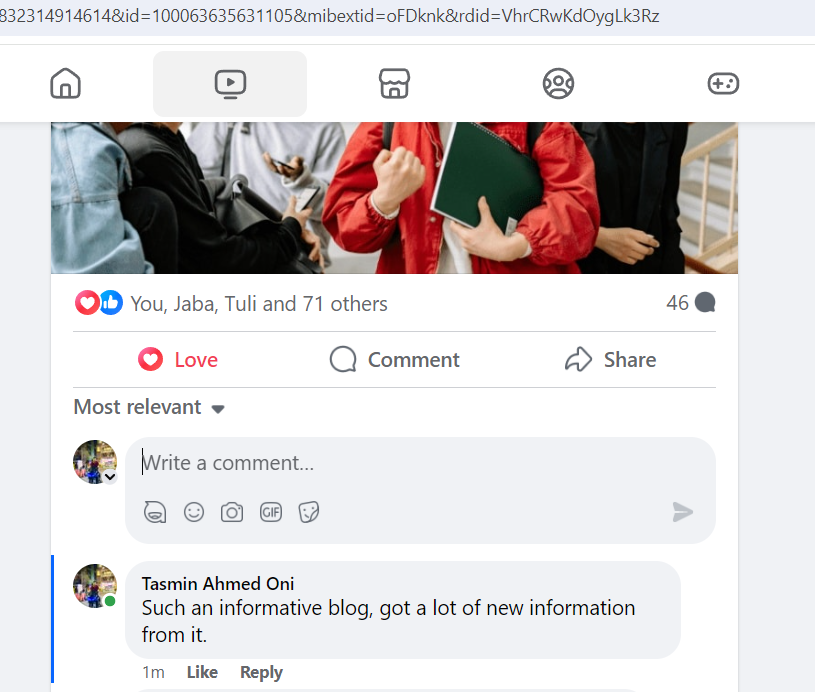 832314914614&id=100063635631105&mibextid=oFDknk&rdid=VhrCRwKdOygLk3Rz
You, Jaba, Tuli and 71 others
46
Love
Comment
Share
Most relevant
Write a comment...
GIF
Tasmin Ahmed Oni
Such an informative blog, got a lot of new information
from it.
1m Like Reply